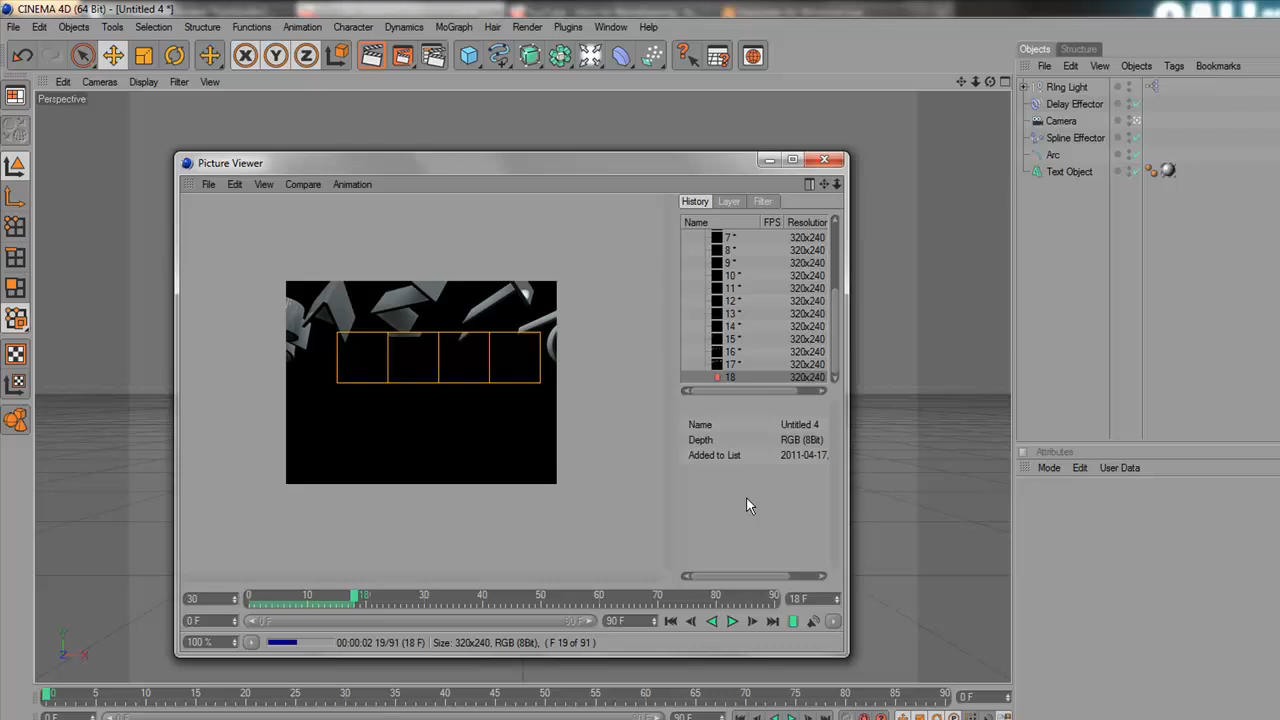 CINEMA 4D (64 Bit) - [Untitled 4 *]
File Edit Objects Tools Selection Structure Functions Animation Character Dynamics MoGraph Hair Render Plugins Window Help
X Y Z
Edit Cameras Display Filter View
Perspective
Objects Structure
File Edit View Objects Tags Bookmarks
RIng Light
Delay Effector
Camera
Spline Effector
Arc
Text Object
Picture Viewer
File Edit View Compare Animation
History Layer Filter
Name FPS Resolution
7 * 320x240
8 * 320x240
9 * 320x240
10 * 320x240
11 * 320x240
12 * 320x240
13 * 320x240
14 * 320x240
15 * 320x240
16 * 320x240
17 * 320x240
18 320x240
Name Untitled 4
Depth RGB (8Bit)
Added to List 2011-04-17.
Attributes
Mode Edit User Data
30 0 10 18 30 40 50 60 70 80 90 18 F
0 F 0 F 90 F 90 F
100 % 00:00:02 19/91 (18 F) Size: 320x240, RGB (8Bit), ( F 19 of 91 )
0 5 10 15 20 25 30 35 40 45 50 55 60 65 70 75 80 85 90 0 F
0 F 0 F 90 F 90 F